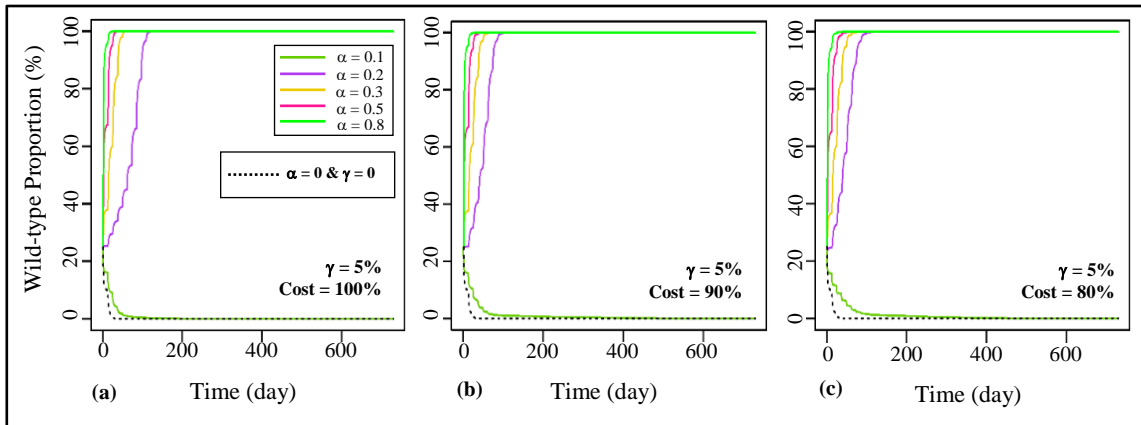 Wild-type Proportion (%)
100
80
60
40
20
0
α = 0.1
α = 0.2
α = 0.3
α = 0.5
α = 0.8
α = 0 & γ = 0
γ = 5%
Cost = 100%
0 200 400 600
(a) Time (day)
100
80
60
40
20
0
γ = 5%
Cost = 90%
0 200 400 600
(b) Time (day)
100
80
60
40
20
0
γ = 5%
Cost = 80%
0 200 400 600
(c) Time (day)